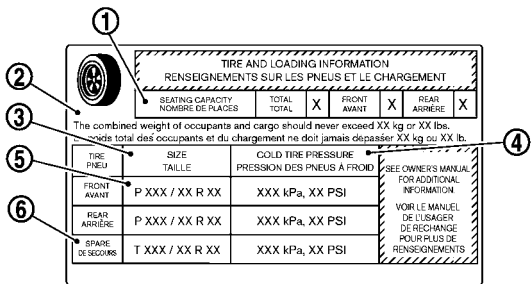 ①
②
TIRE AND LOADING INFORMATION
RENSEIGNEMENTS SUR LES PNEUS ET LE CHARGEMENT
SEATING CAPACITY TOTAL X FRONT X REAR X
NOMBRE DE PLACES TOTAL AVANT ARRIÈRE
The combined weight of occupants and cargo should never exceed XX kg or XX lbs.
poids total des occupants et du chargement ne doit jamais depasser XX kg ou XX lb.
③
④
⑤
⑥
TIRE SIZE COLD TIRE PRESSURE
PNEU TAILLE PRESSION DES PNEUS À FROID
FRONT
AVANT
P XXX / XX R XX XXX kPa, XX PSI
REAR
ARRIÈRE
P XXX / XX R XX XXX kPa, XX PSI
SPARE
DE SECOURS
T XXX / XX R XX XXX kPa, XX PSI
SEE OWNER'S MANUAL
FOR ADDITIONAL
INFORMATION
VOIR LE MANUEL
DE L'USAGER
DE RECHANGE
POUR PLUS DE
RENSEIGNEMENTS